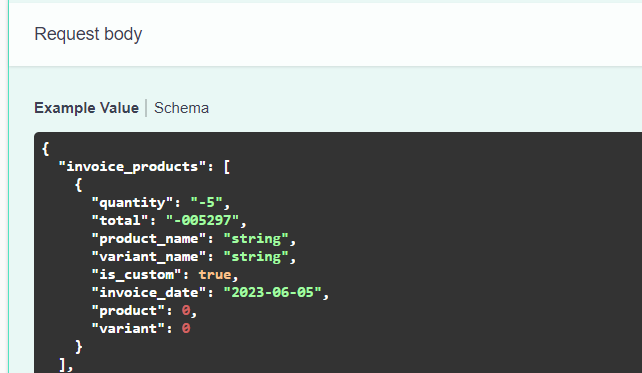 Request body
Example Value | Schema
{
"invoice_products": [
{
"quantity": "-5",
"total": "-005297",
"product_name": "string",
"variant_name": "string",
"is_custom": true,
"invoice_date": "2023-06-05",
"product": 0,
"variant": 0
}
],